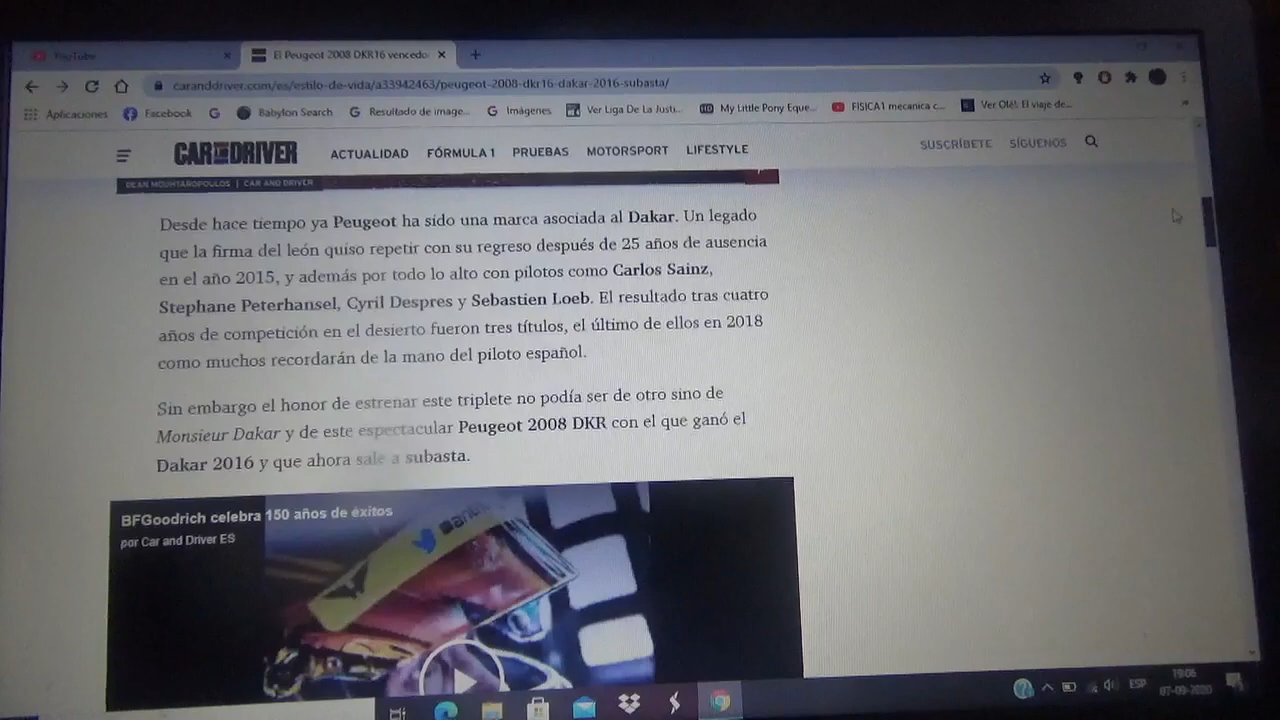 YouTube
El Peugeot 2008 DKR16 vencedo
caranddriver.com/es/estilo-de-vida/a33942463/peugeot-2008-dkr16-dakar-2016-subasta/
Aplicaciones Facebook Babylon Search Resultado de image... Imágenes Ver Liga De La Justi... My Little Pony Eque... FISICA1 mecanica c... Ver Olé!: El viaje de...
CAR AND DRIVER ACTUALIDAD FÓRMULA 1 PRUEBAS MOTORSPORT LIFESTYLE SUSCRÍBETE SÍGUENOS
DEAN MOUHTAROPOULOS | CAR AND DRIVER
Desde hace tiempo ya Peugeot ha sido una marca asociada al Dakar. Un legado
que la firma del león quiso repetir con su regreso después de 25 años de ausencia
en el año 2015, y además por todo lo alto con pilotos como Carlos Sainz,
Stephane Peterhansel, Cyril Despres y Sebastien Loeb. El resultado tras cuatro
años de competición en el desierto fueron tres títulos, el último de ellos en 2018
como muchos recordarán de la mano del piloto español.
Sin embargo el honor de estrenar este triplete no podía ser de otro sino de
Monsieur Dakar y de este espectacular Peugeot 2008 DKR con el que ganó el
Dakar 2016 y que ahora sale a subasta.
BFGoodrich celebra 150 años de éxitos
por Car and Driver ES
ESP
19:06
07-09-2020